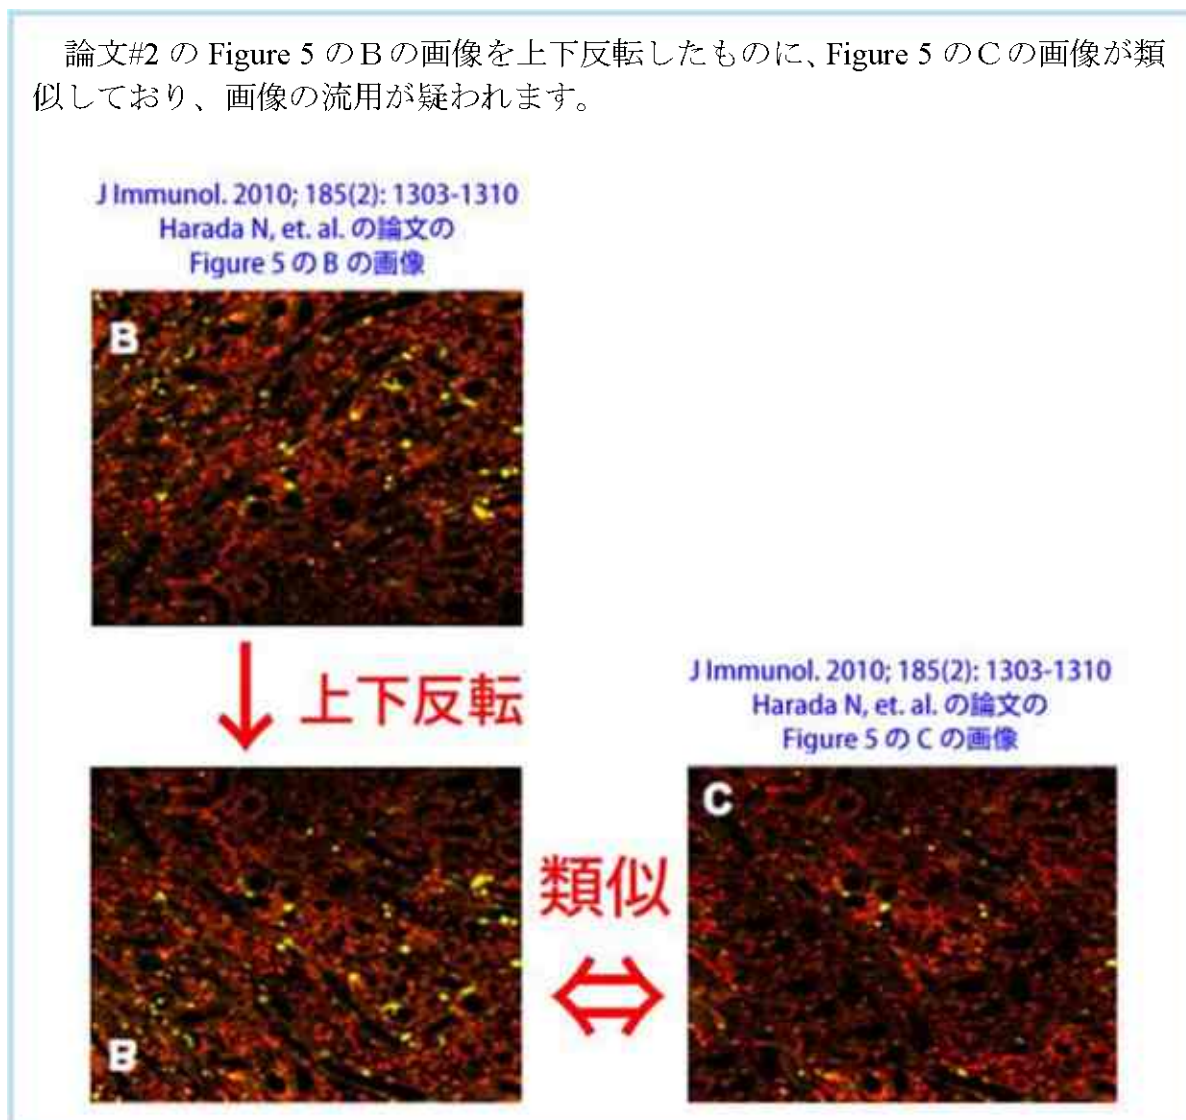 論文#2 の Figure 5 のBの画像を上下反転したものに、Figure 5 のCの画像が類
似しており、画像の流用が疑われます。
J Immunol. 2010; 185(2): 1303-1310
Harada N, et. al. の論文の
Figure 5 の B の画像
B
上下反転
J Immunol. 2010; 185(2): 1303-1310
Harada N, et. al. の論文の
Figure 5 の C の画像
B
類似
C